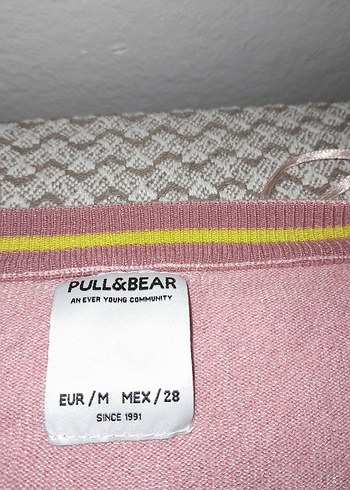 PULL&BEAR
AN EVER YOUNG COMMUNITY
EUR/M MEX/28
SINCE 1991